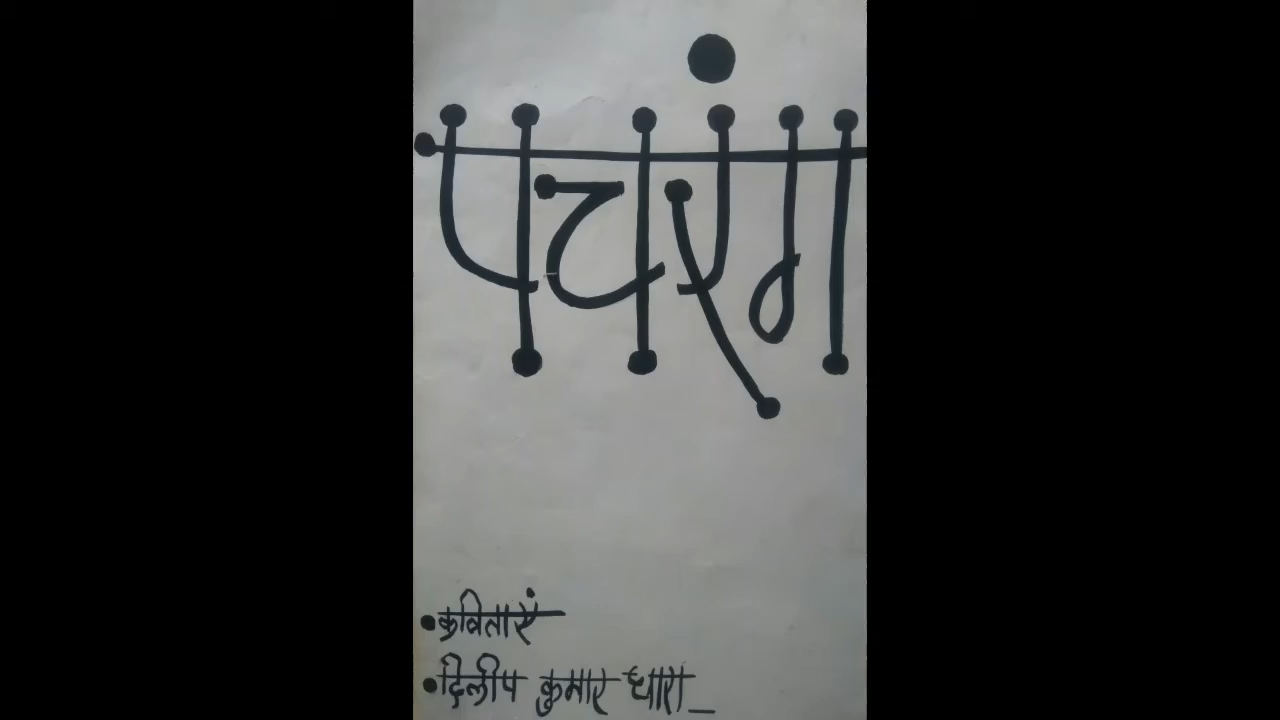 पचरंग
• कविताएं
• दिलीप कुमार धारा_